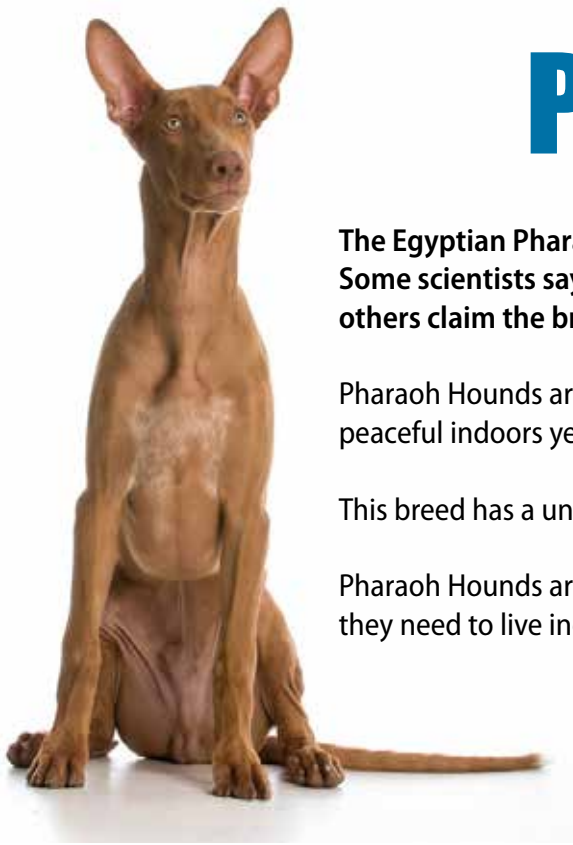 P
The Egyptian Phara
Some scientists say
others claim the br
Pharaoh Hounds ar
peaceful indoors ye
This breed has a un
Pharaoh Hounds ar
they need to live in